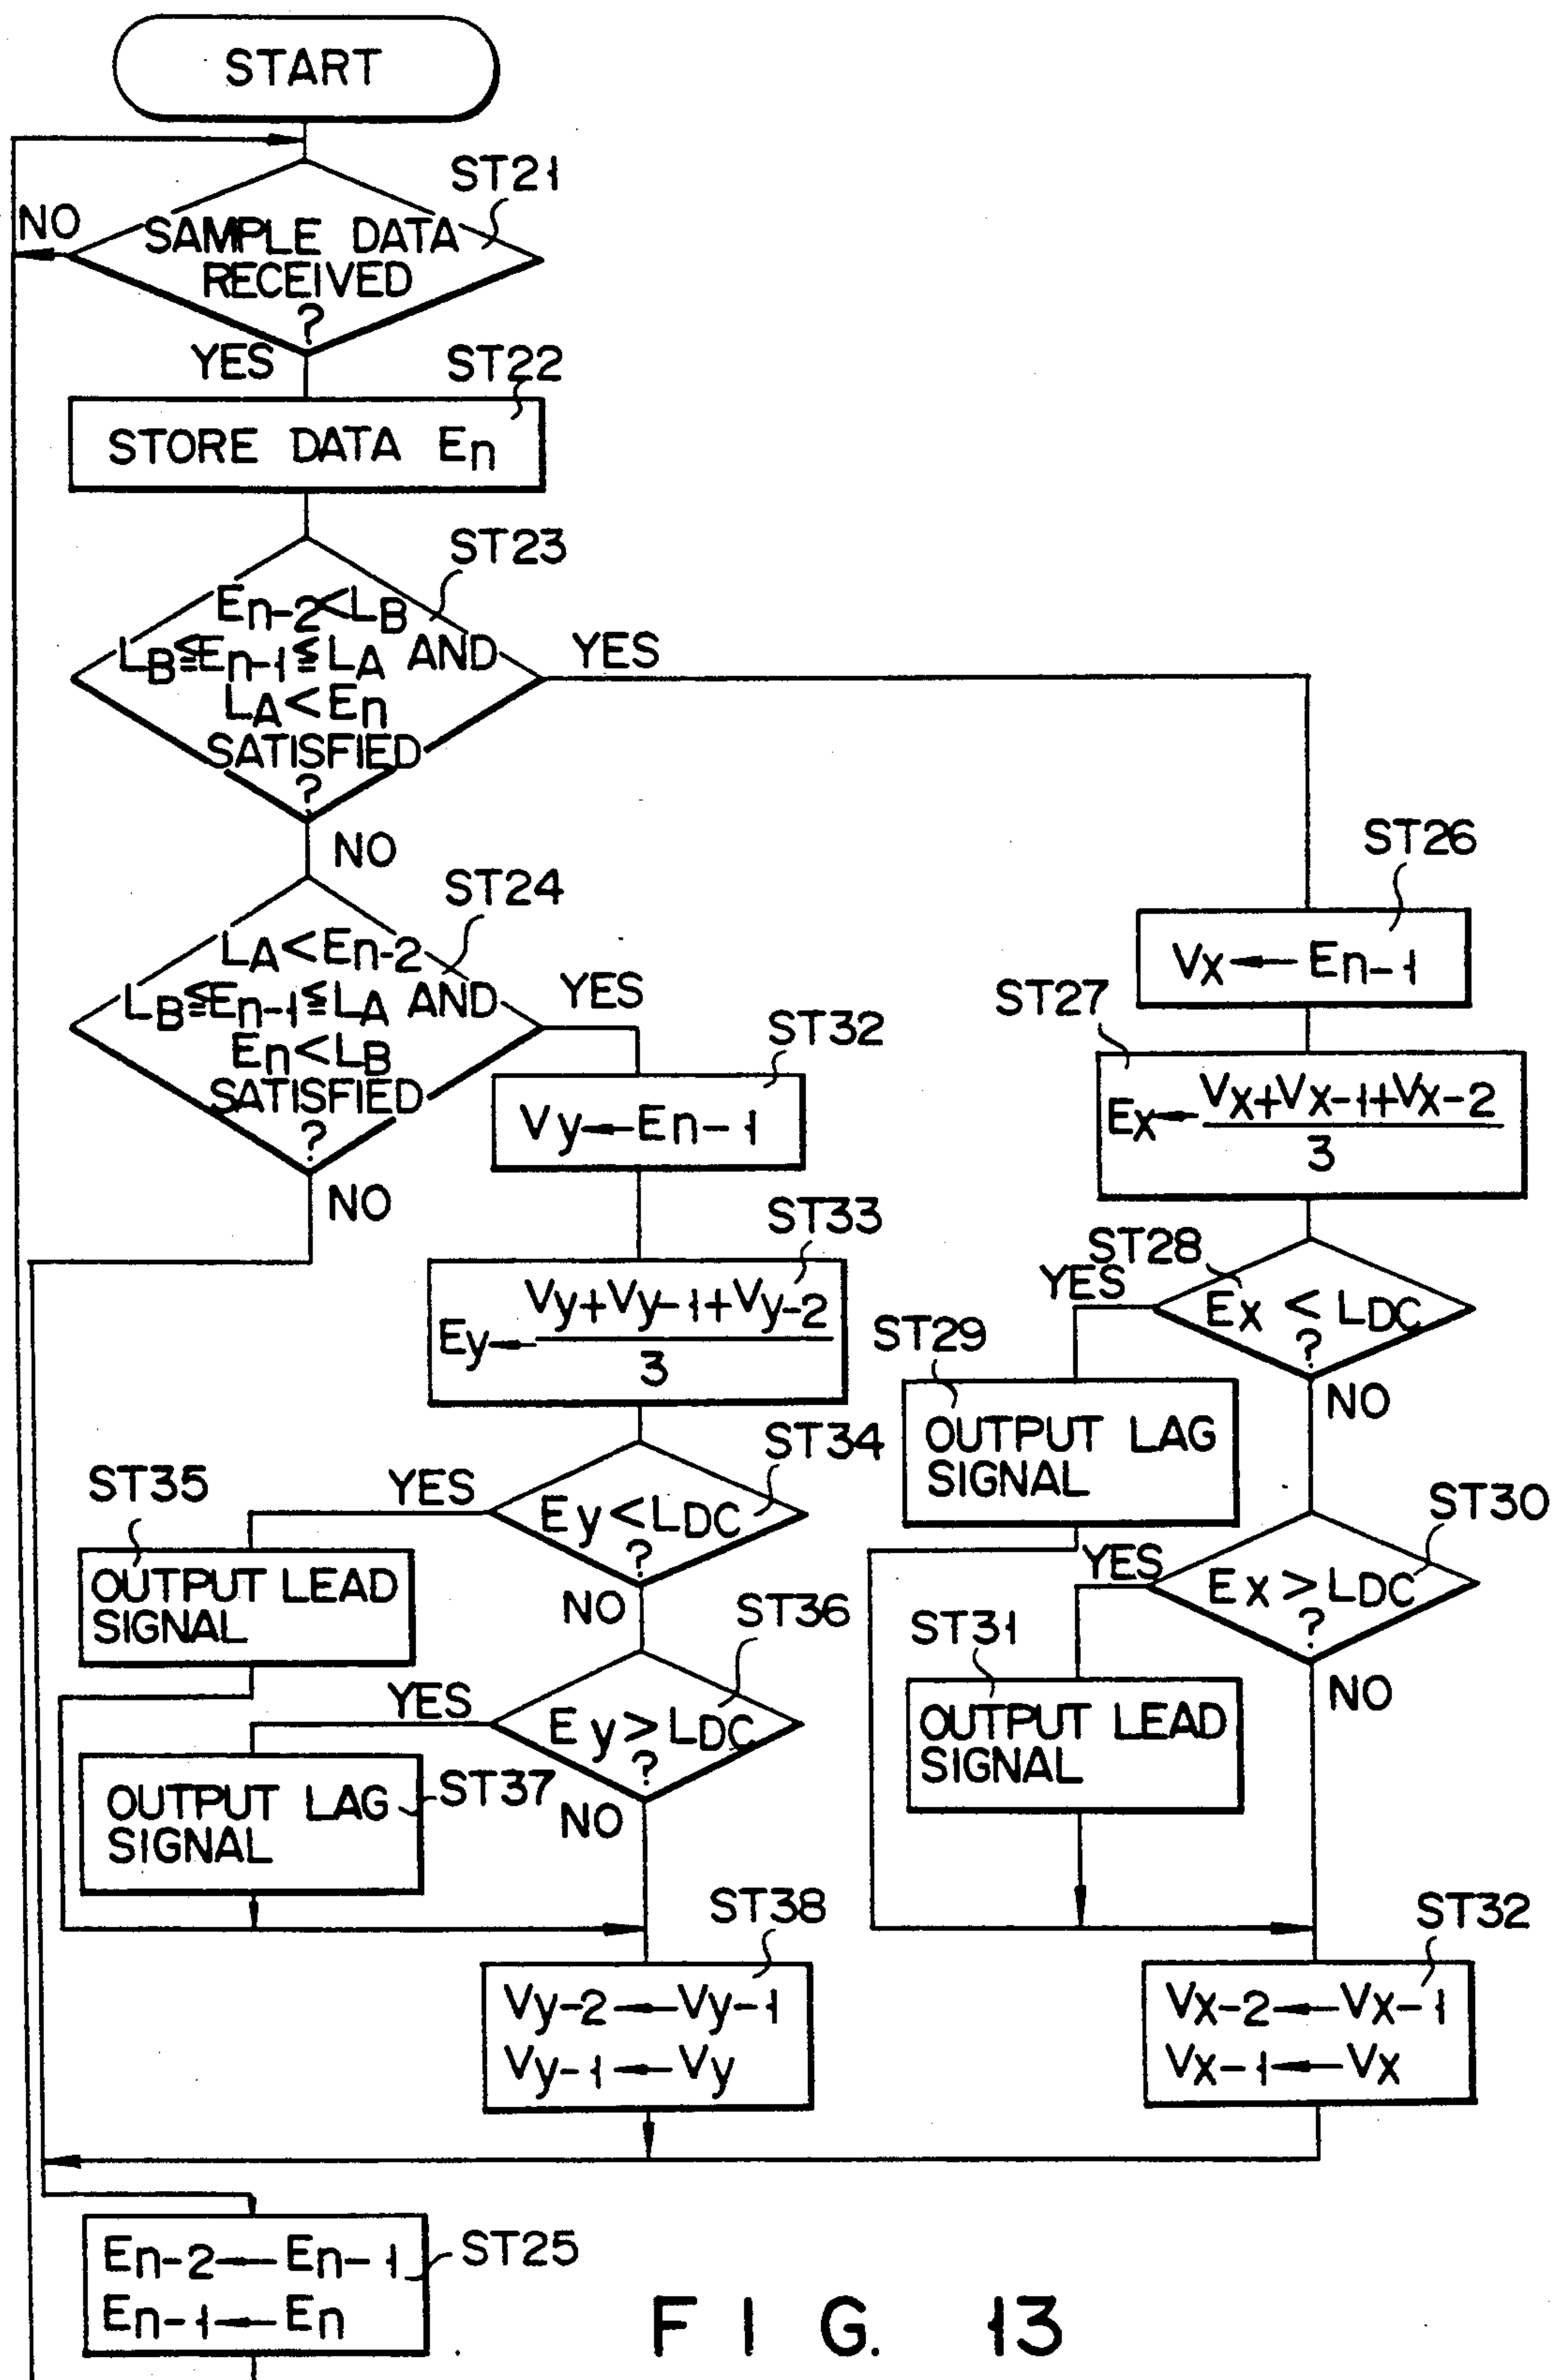 START
ST21
NO
SAMPLE DATA
RECEIVED
?
YES
ST22
STORE DATA En
ST23
En-2<LB
LB≦En-1≦LA AND
LA<En
SATISFIED
?
YES
NO
ST24
LA<En-2
LB≦En-1≦LA AND
En<LB
SATISFIED
?
YES
NO
ST26
Vx←En-1
ST27
Ex←Vx+Vx-1+Vx-2
3
ST28
YES
Ex < LDC
?
NO
ST29
OUTPUT LAG
SIGNAL
ST30
YES
Ex > LDC
?
NO
ST31
OUTPUT LEAD
SIGNAL
ST32
Vx-2←Vx-1
Vx-1←Vx
ST32
Vy←En-1
ST33
Ey←Vy+Vy-1+Vy-2
3
ST34
YES
Ey<LDC
?
NO
ST35
OUTPUT LEAD
SIGNAL
ST36
YES
Ey>LDC
?
NO
ST37
OUTPUT LAG
SIGNAL
ST38
Vy-2←Vy-1
Vy-1←Vy
ST25
En-2←En-1
En-1←En
FIG. 13